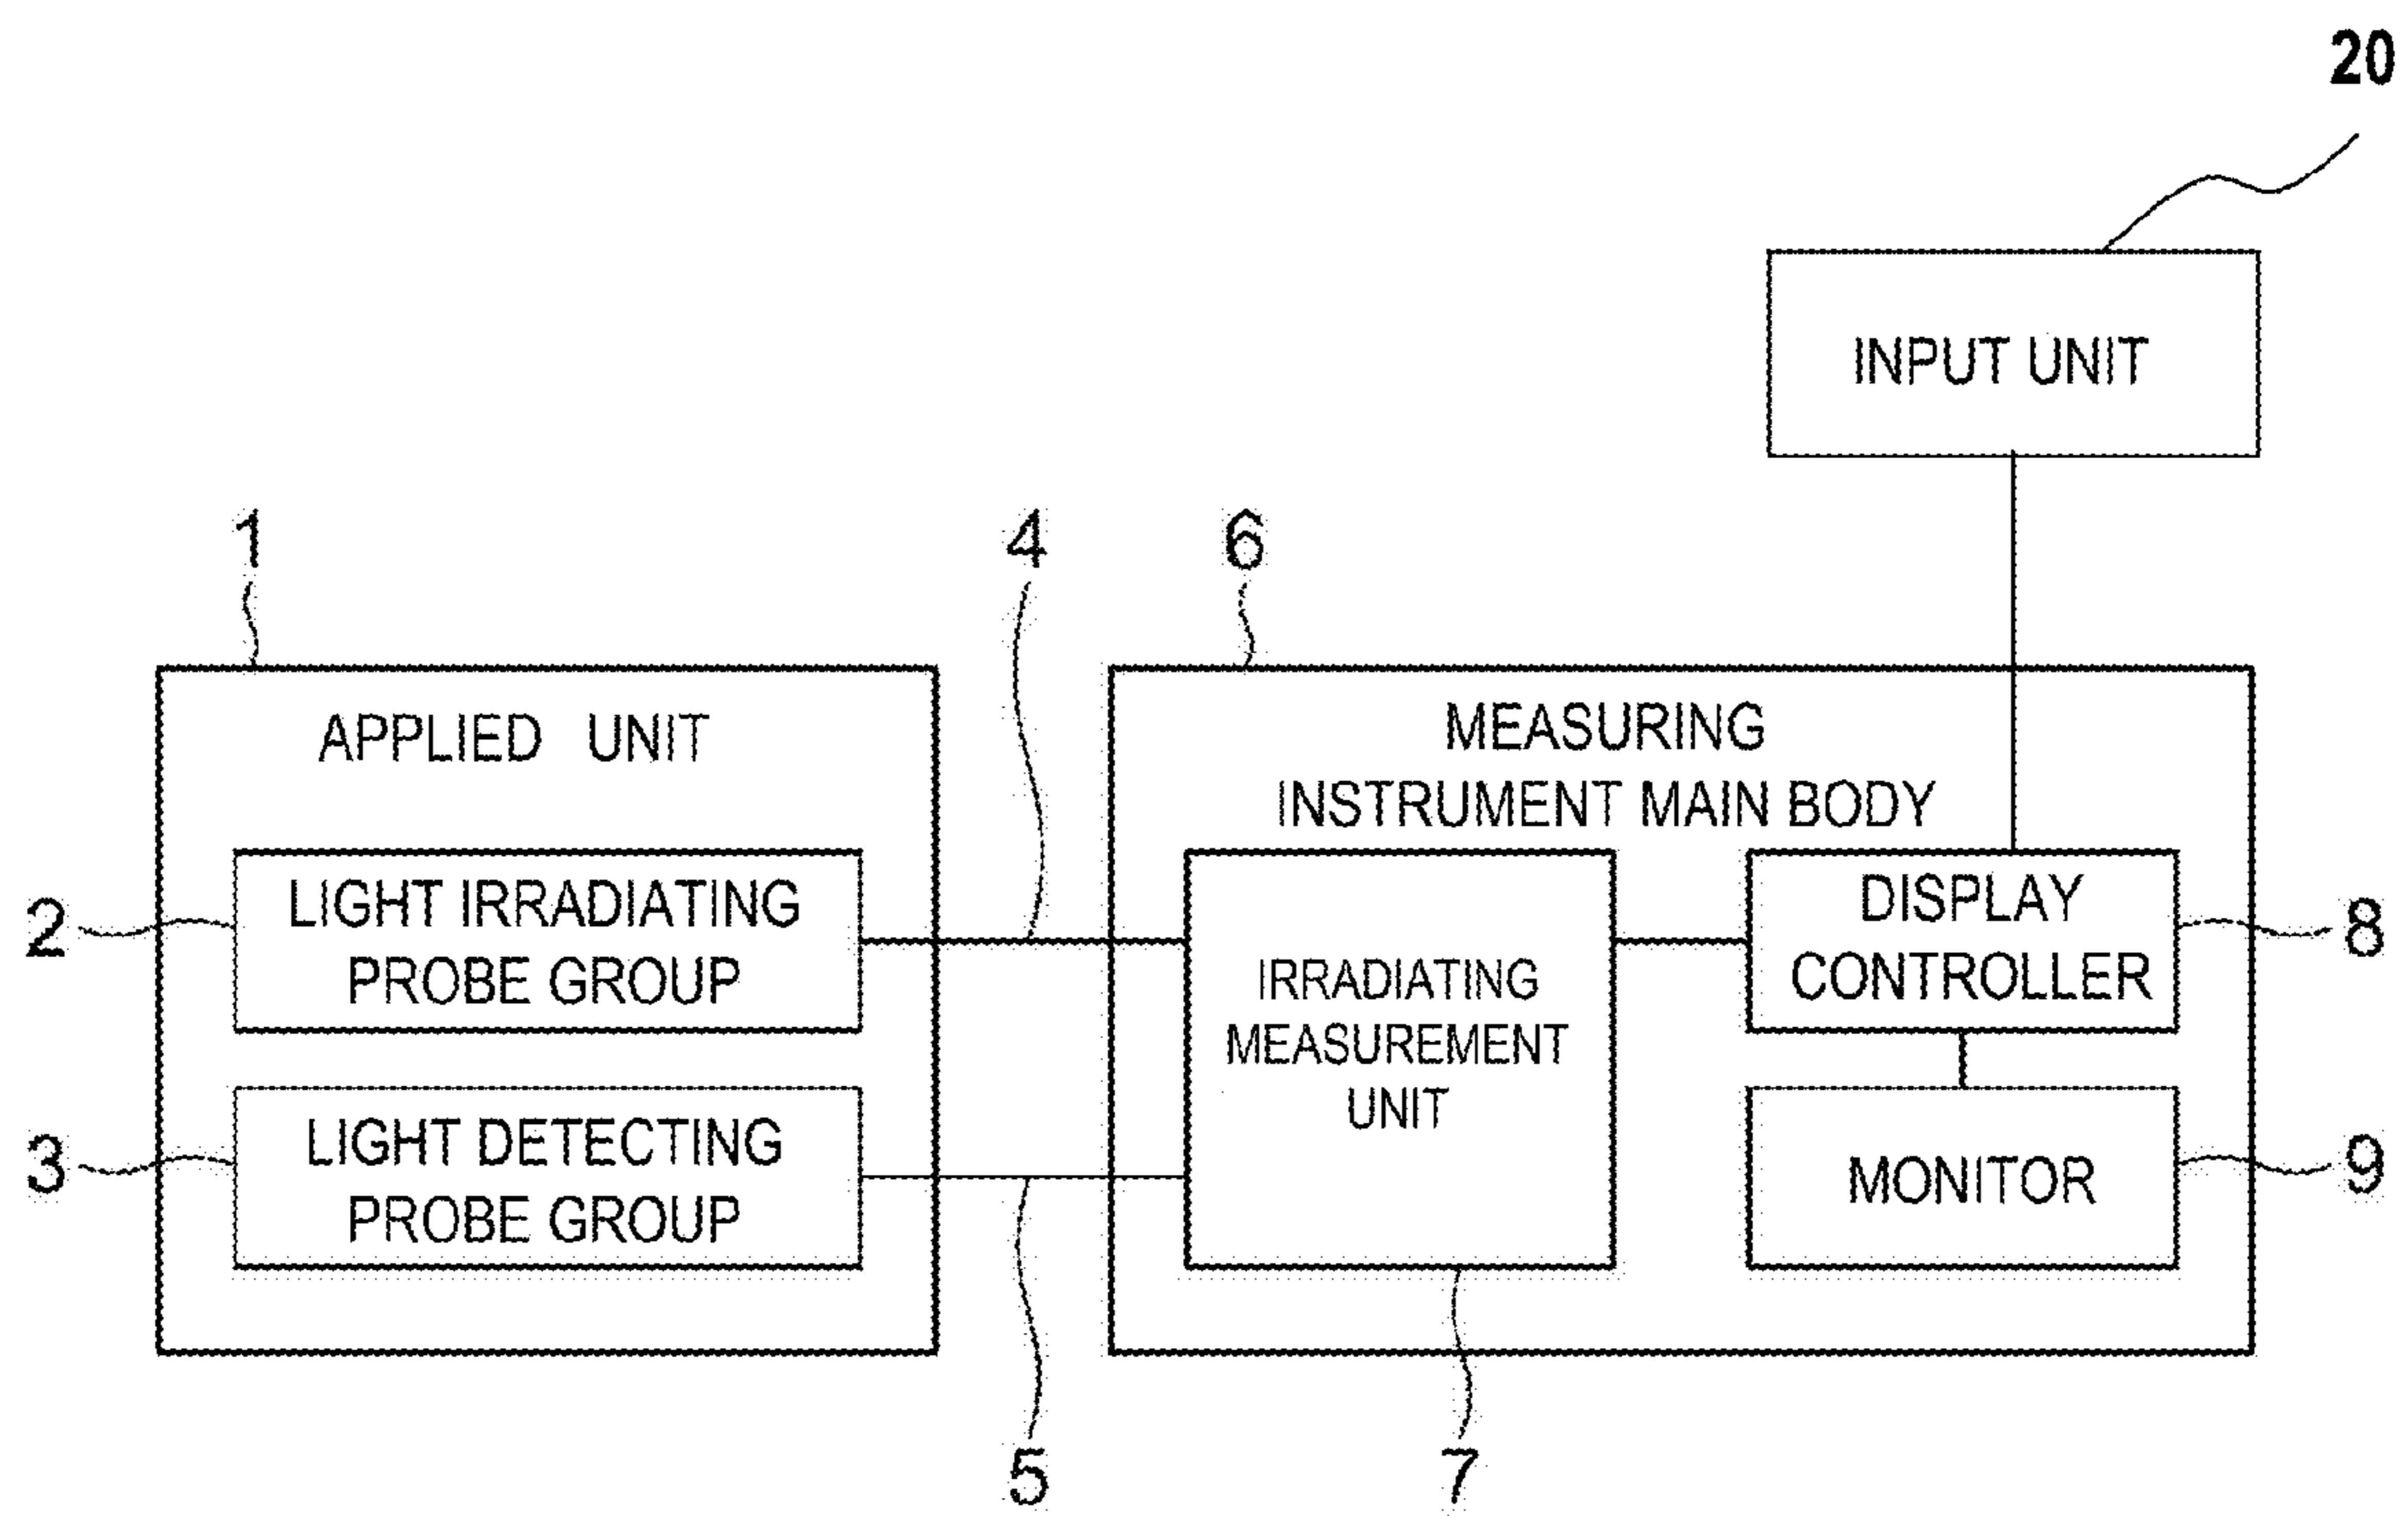 20
INPUT UNIT
1
4
6
APPLIED UNIT
MEASURING
INSTRUMENT MAIN BODY
2
LIGHT IRRADIATING
PROBE GROUP
IRRADIATING
MEASUREMENT
UNIT
DISPLAY
CONTROLLER
8
3
LIGHT DETECTING
PROBE GROUP
MONITOR
9
5
7